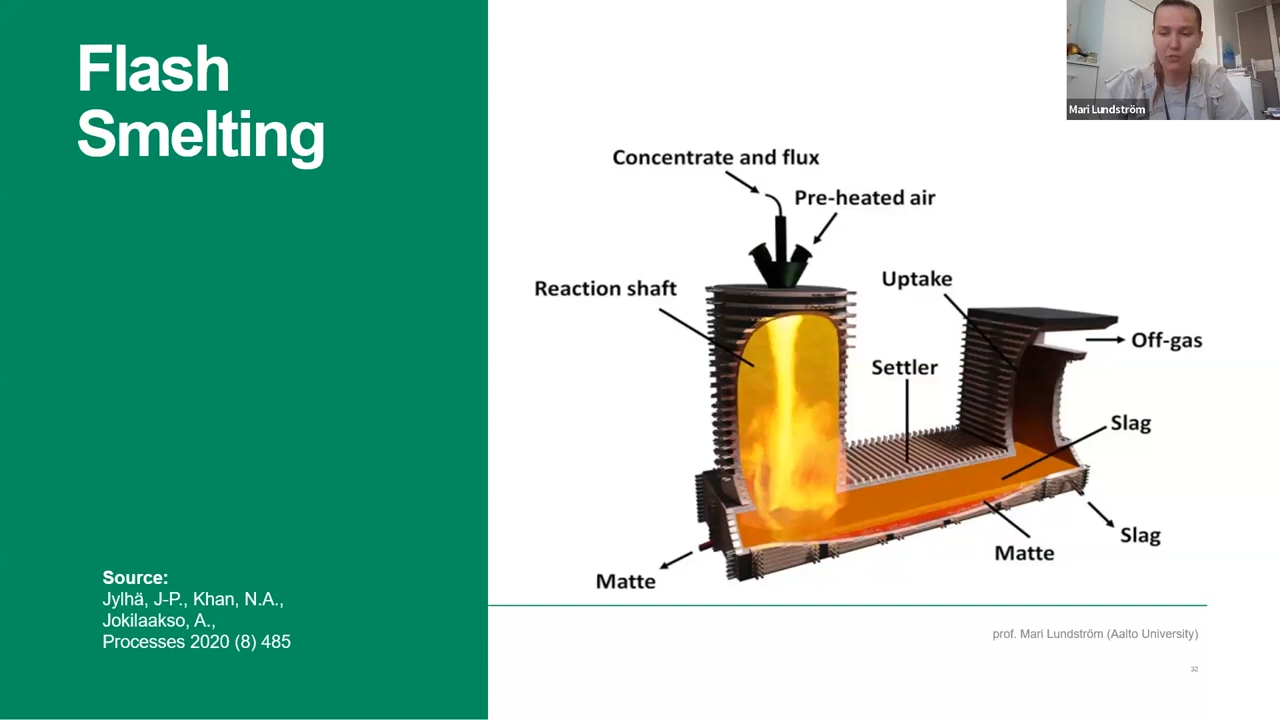 Flash
Smelting
Mari Lundström
Concentrate and flux
Pre-heated air
Reaction shaft
Uptake
Off-gas
Settler
Slag
Slag
Matte
Matte
Source:
Jylhä, J-P., Khan, N.A.,
Jokilaakso, A.,
Processes 2020 (8) 485
prof. Mari Lundström (Aalto University)
32